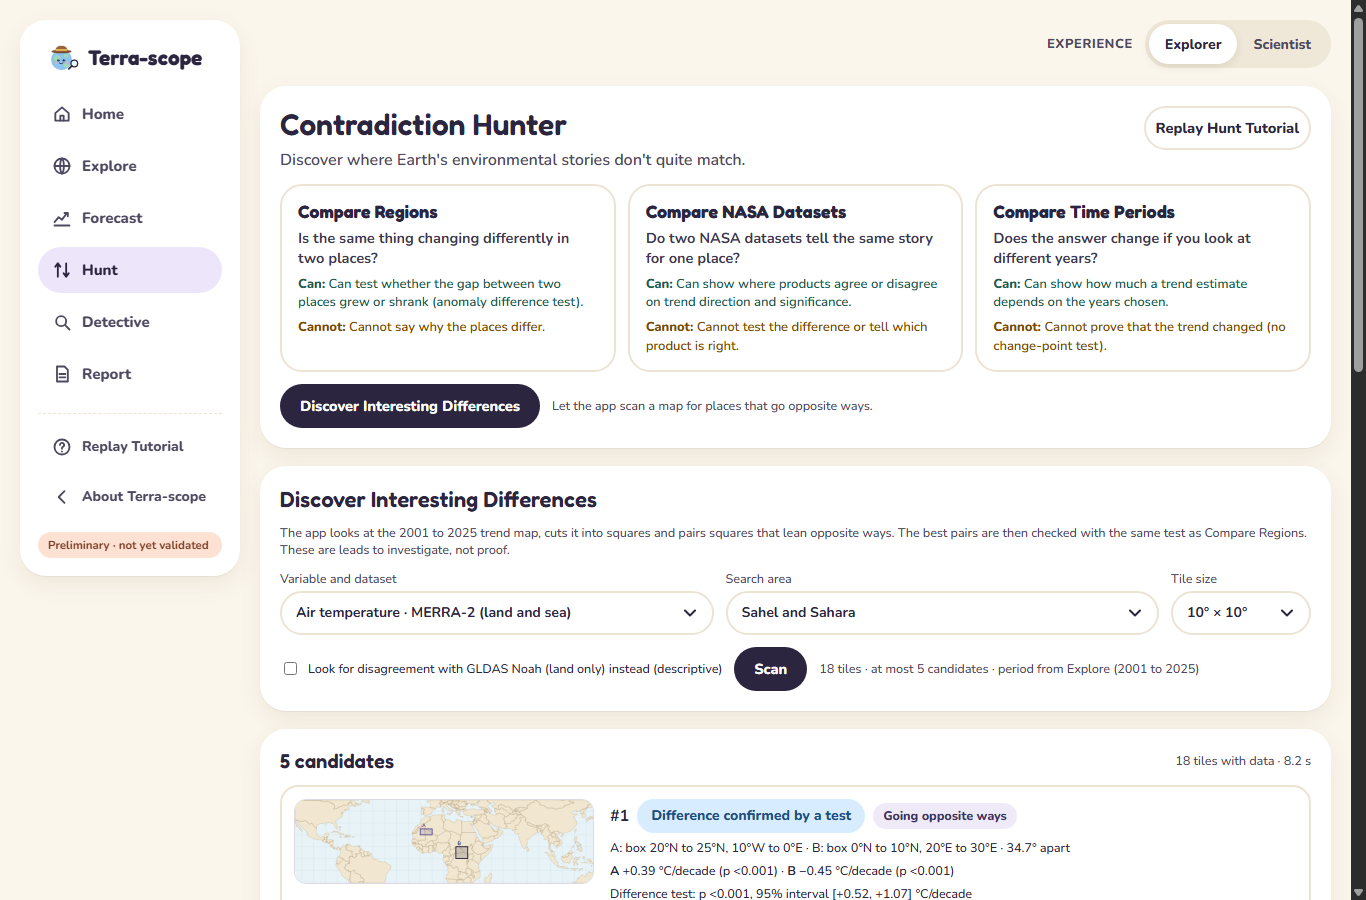 Terra-scope
Home
Explore
Forecast
Hunt
Detective
Report
Replay Tutorial
About Terra-scope
Preliminary · not yet validated
EXPERIENCE
Explorer
Scientist
Contradiction Hunter
Replay Hunt Tutorial
Discover where Earth's environmental stories don't quite match.
Compare Regions
Is the same thing changing differently in
two places?
Can: Can test whether the gap between two
places grew or shrank (anomaly difference test).
Cannot: Cannot say why the places differ.
Compare NASA Datasets
Do two NASA datasets tell the same story
for one place?
Can: Can show where products agree or disagree
on trend direction and significance.
Cannot: Cannot test the difference or tell which
product is right.
Compare Time Periods
Does the answer change if you look at
different years?
Can: Can show how much a trend estimate
depends on the years chosen.
Cannot: Cannot prove that the trend changed (no
change-point test).
Discover Interesting Differences
Let the app scan a map for places that go opposite ways.
Discover Interesting Differences
The app looks at the 2001 to 2025 trend map, cuts it into squares and pairs squares that lean opposite ways. The best pairs are then checked with the same test as Compare Regions.
These are leads to investigate, not proof.
Variable and dataset
Search area
Tile size
Air temperature · MERRA-2 (land and sea)
Sahel and Sahara
10° × 10°
Look for disagreement with GLDAS Noah (land only) instead (descriptive)
Scan
18 tiles · at most 5 candidates · period from Explore (2001 to 2025)
5 candidates
18 tiles with data · 8.2 s
#1
Difference confirmed by a test
Going opposite ways
A: box 20°N to 25°N, 10°W to 0°E · B: box 0°N to 10°N, 20°E to 30°E · 34.7° apart
A +0.39 °C/decade (p <0.001) · B −0.45 °C/decade (p <0.001)
Difference test: p <0.001, 95% interval [+0.52, +1.07] °C/decade